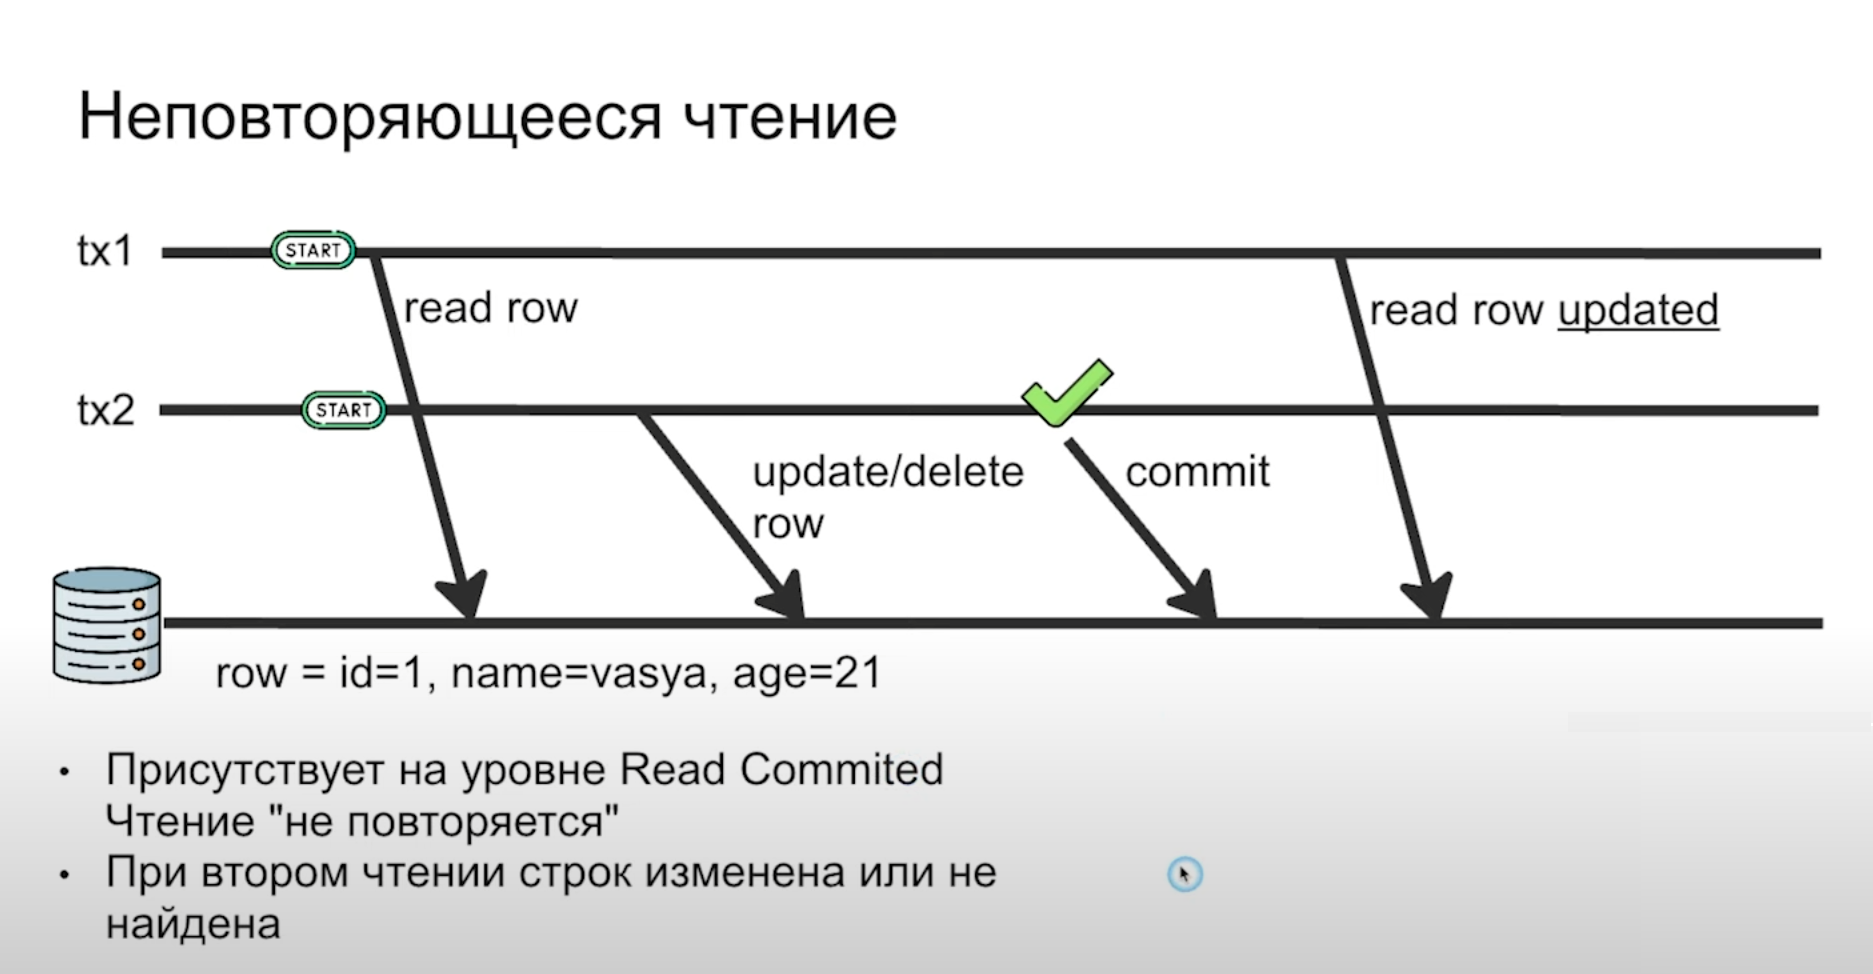 Неповторяющееся чтение
tx1
START
read row
read row updated
tx2
START
update/delete
row
commit
row = id=1, name=vasya, age=21
• Присутствует на уровне Read Commited
Чтение "не повторяется"
• При втором чтении строк изменена или не
найдена